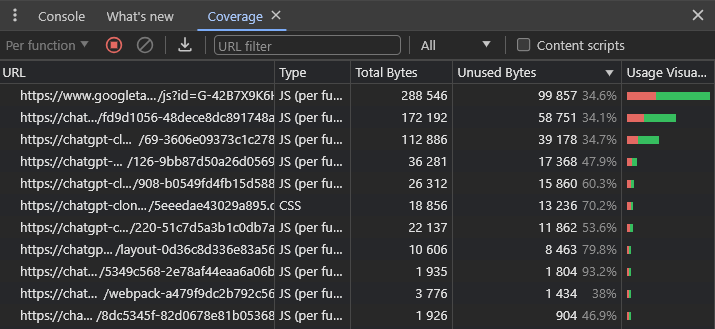 Console What's new Coverage
Per function URL filter All Content scripts
URL Type Total Bytes Unused Bytes Usage Visua...
https://www.googleta.../js?id=G-42B7X9K6H JS (per fu... 288 546 99 857 34.6%
https://chat.../fd9d1056-48dece8dc891748a JS (per fu... 172 192 58 751 34.1%
https://chatgpt-cl.../69-3606e09373c1c278 JS (per fu... 112 886 39 178 34.7%
https://chatgpt-.../126-9bb87d50a26d0569 JS (per fu... 36 281 17 368 47.9%
https://chatgpt-cl.../908-b0549fd4fb15d588 JS (per fu... 26 312 15 860 60.3%
https://chatgpt-clon.../5eeedae43029a895.c CSS 18 856 13 236 70.2%
https://chatgpt-c.../220-51c7d5a3b1c0db7a JS (per fu... 22 137 11 862 53.6%
https://chatgp.../layout-0d36c8d336e83a56 JS (per fu... 10 606 8 463 79.8%
https://chat.../5349c568-2e78af44eaa6a06b JS (per fu... 1 935 1 804 93.2%
https://cha.../webpack-a479f9dc2b792c56 JS (per fu... 3 776 1 434 38%
https://cha.../8dc5345f-82d0678e81b05368 JS (per fu... 1 926 904 46.9%